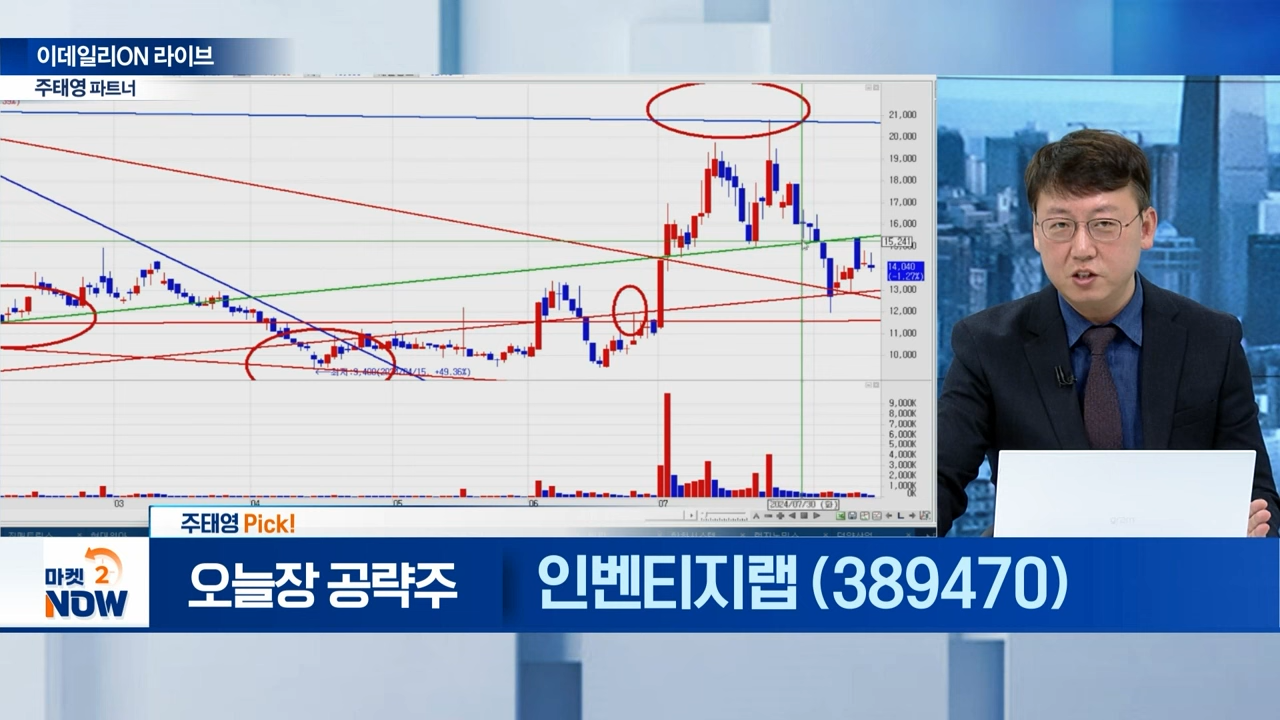 이데일리ON 라이브
주태영 파트너
21,000
20,000
19,000
18,000
17,000
16,000
15,241
14,040
(-1.27%)
13,000
12,000
11,000
10,000
9,000K
8,000K
7,000K
6,000K
5,000K
4,000K
3,000K
2,000K
1,000K
0K
03
04
05
06
07
2024/07/30 (화)
주태영 Pick!
마켓 2
NOW
오늘장 공략주
인벤티지랩 (389470)
gram